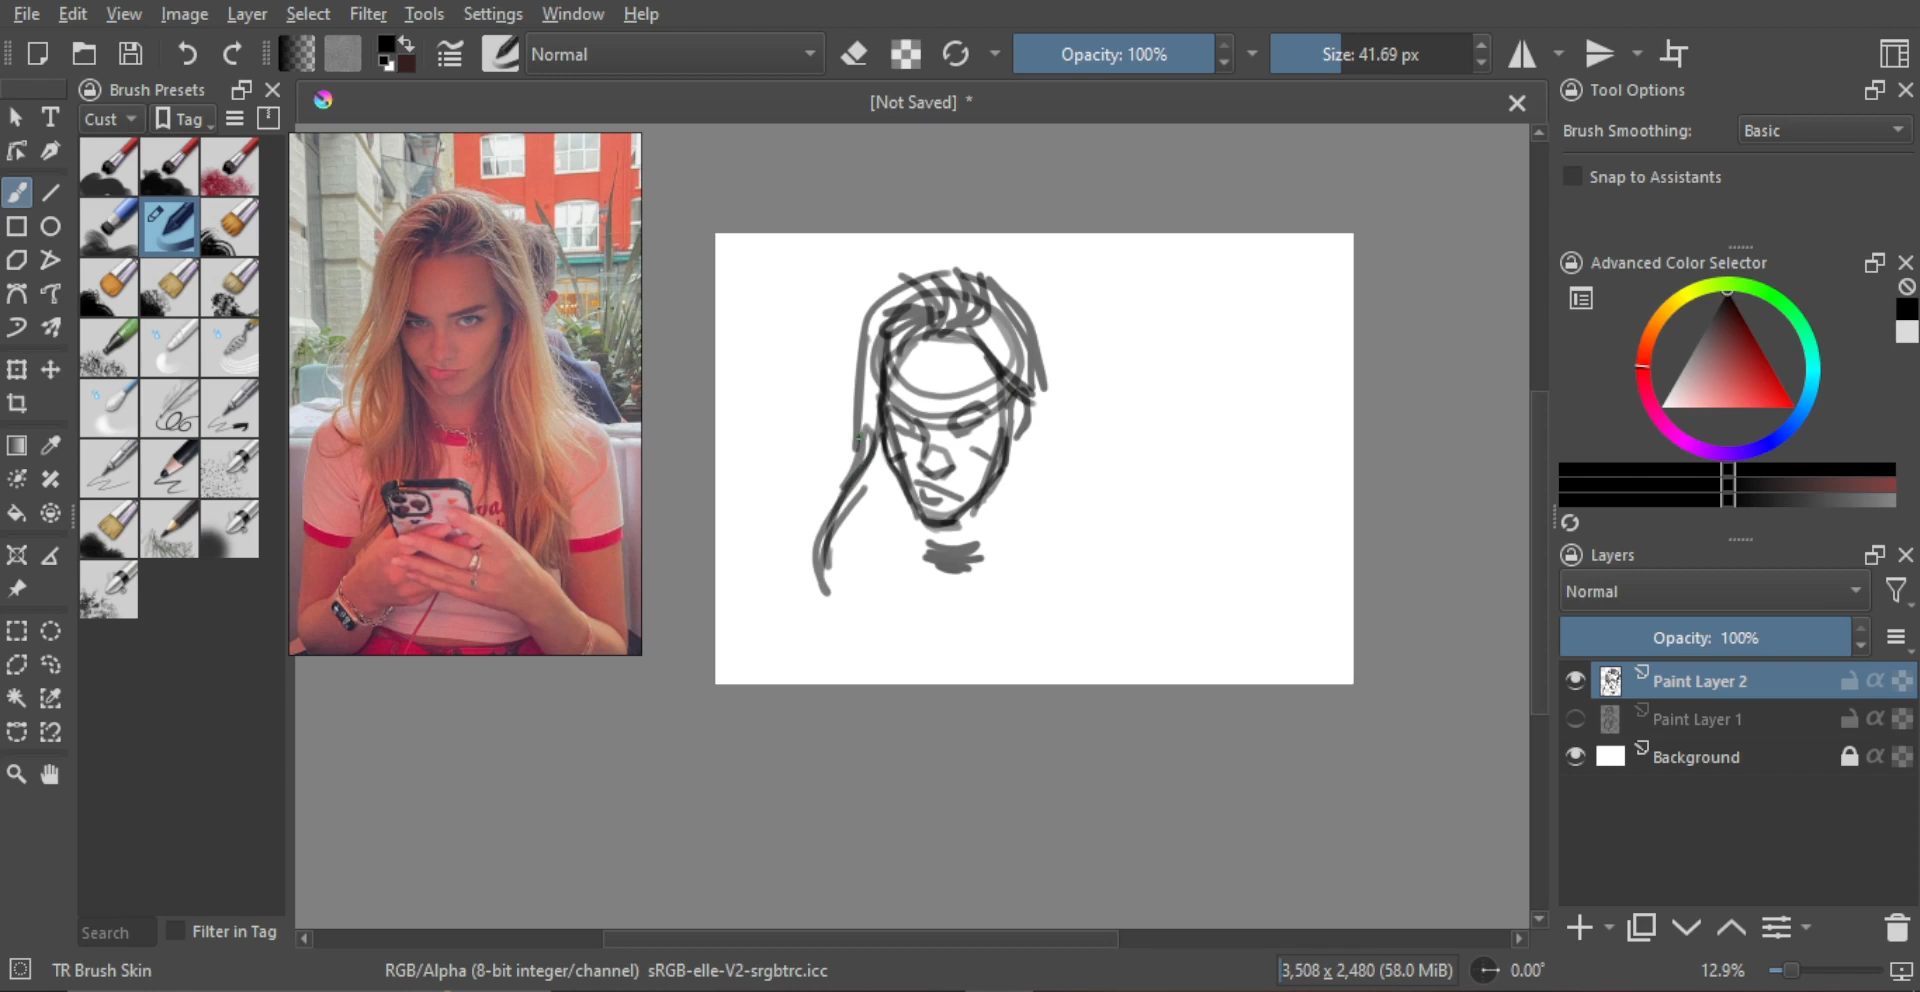 File Edit View Image Layer Select Filter Tools Settings Window Help
Normal Opacity: 100% Size: 41.69 px
Brush Presets
[Not Saved] *
Tool Options
Cust Tag
Brush Smoothing: Basic
Snap to Assistants
Advanced Color Selector
Layers
Normal
Opacity: 100%
Paint Layer 2
Paint Layer 1
Background
Search Filter in Tag
TR Brush Skin RGB/Alpha (8-bit integer/channel) sRGB-elle-V2-srgbtrc.icc 3,508 x 2,480 (58.0 MiB) 0.00° 12.9%